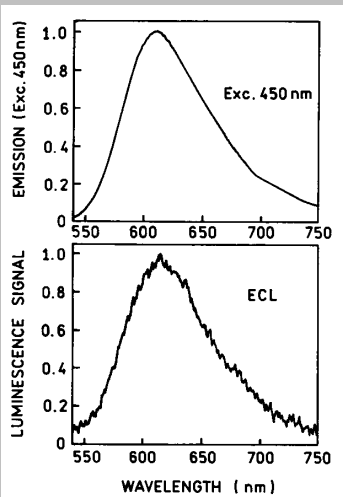 EMISSION (Exc. 450 nm)
1.0
0.8
0.6
0.4
0.2
0
Exc. 450 nm
550 600 650 700 750
LUMINESCENCE SIGNAL
1.0
0.8
0.6
0.4
0.2
0
ECL
550 600 650 700 750
WAVELENGTH (nm)